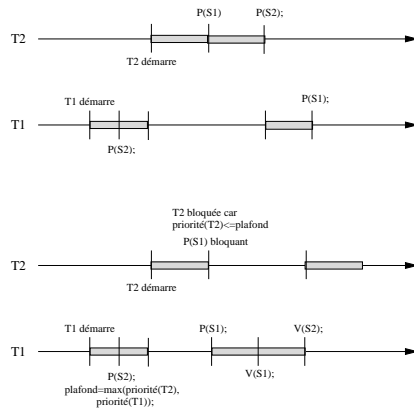 P(S1)
P(S2);
T2
T2 démarre
T1 démarre
P(S1);
T1
P(S2);
T2 bloquée car
priorité(T2)<=plafond
P(S1) bloquant
T2
T2 démarre
T1 démarre
P(S1);
V(S2);
T1
P(S2);
V(S1);
plafond=max(priorité(T2),
priorité(T1));